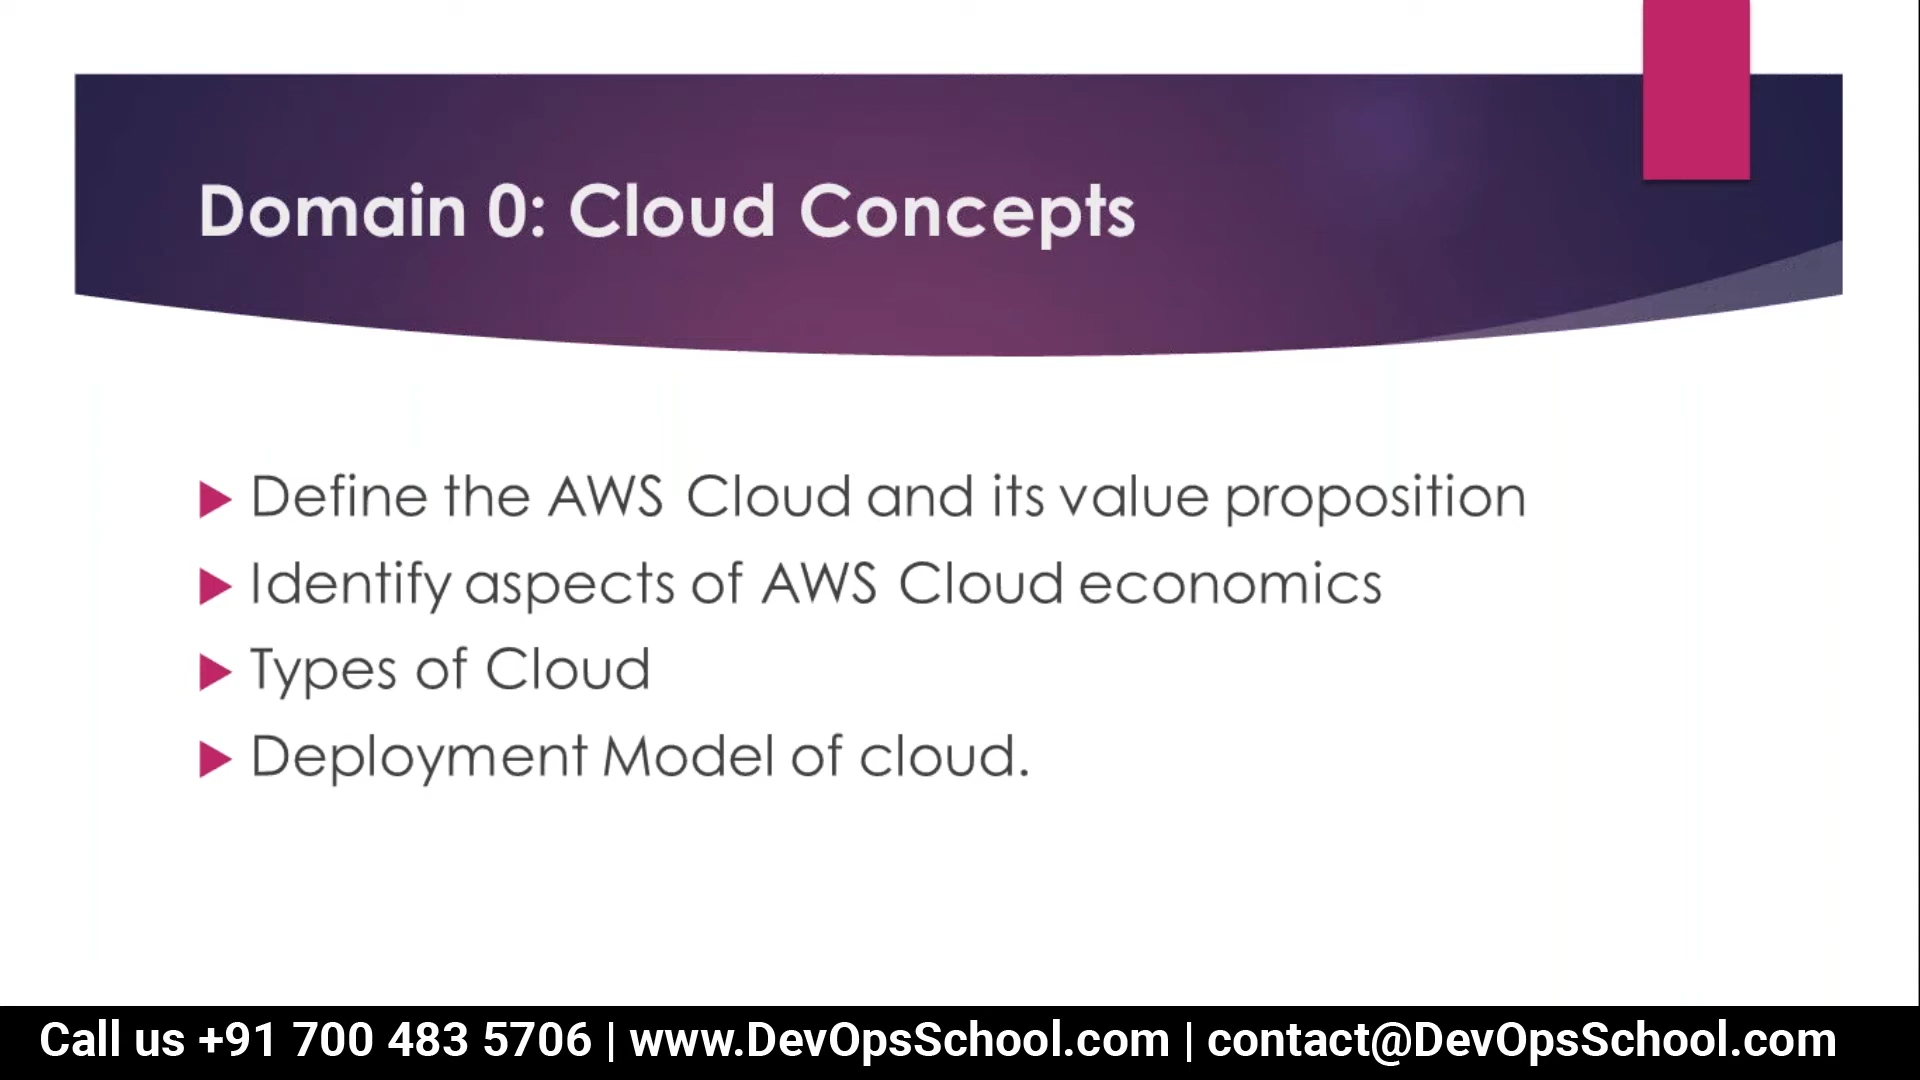 Domain 0: Cloud Concepts
Define the AWS Cloud and its value proposition
Identify aspects of AWS Cloud economics
Types of Cloud
Deployment Model of cloud.
Call us +91 700 483 5706 | www.DevOpsSchool.com | contact@DevOpsSchool.com